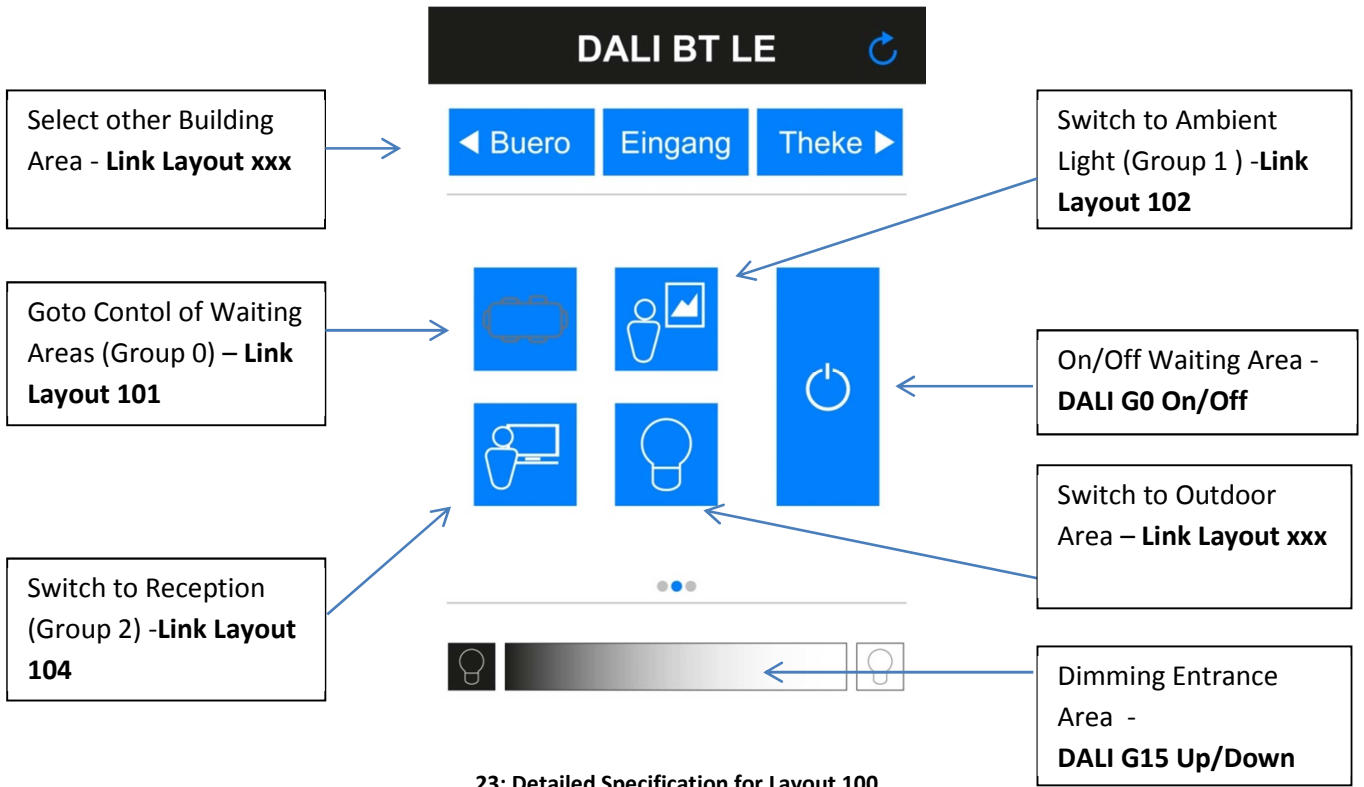 DALI BT LE
Select other Building
Area - Link Layout xxx
◀ Buero
Eingang
Theke ▶
Switch to Ambient
Light (Group 1 ) -Link
Layout 102
Goto Contol of Waiting
Areas (Group 0) – Link
Layout 101
On/Off Waiting Area -
DALI G0 On/Off
Switch to Outdoor
Area – Link Layout xxx
Switch to Reception
(Group 2) -Link Layout
104
Dimming Entrance
Area -
DALI G15 Up/Down
23: Detailed Specification for Layout 100